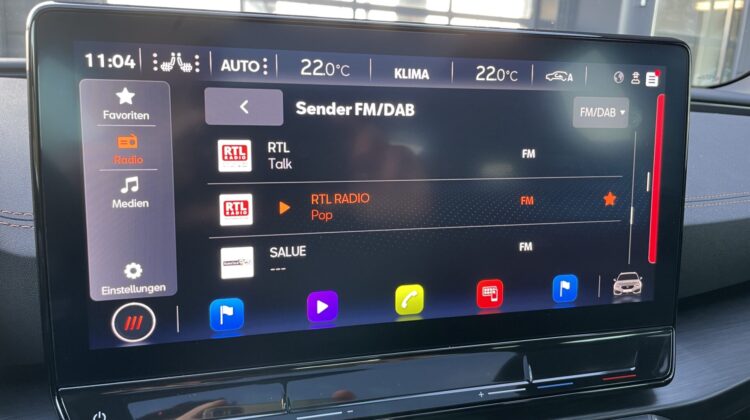 11:04 AUTO 22.0°C KLIMA 22.0°C A
Favoriten
Radio
Medien
Einstellungen
Sender FM/DAB
FM/DAB
RTL RADIO
RTL
Talk
FM
RTL RADIO
RTL RADIO
Pop
FM
SALUE
---
FM